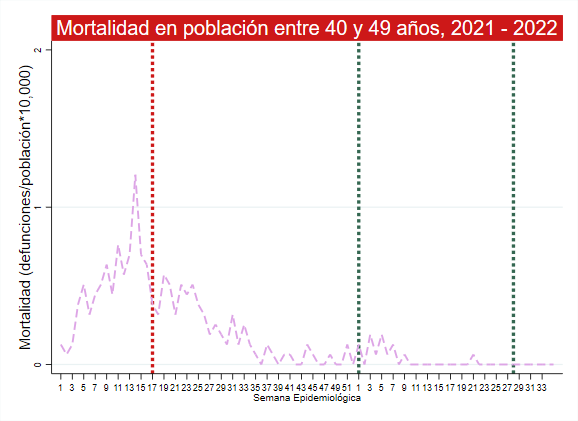 Mortalidad en población entre 40 y 49 años, 2021 - 2022
Mortalidad (defunciones/población*10,000)
2
1
0
1 3 5 7 9 11 13 15 17 19 21 23 25 27 29 31 33 35 37 39 41 43 45 47 49 51 1 3 5 7 9 11 13 15 17 19 21 23 25 27 29 31 33
Semana Epidemiológica